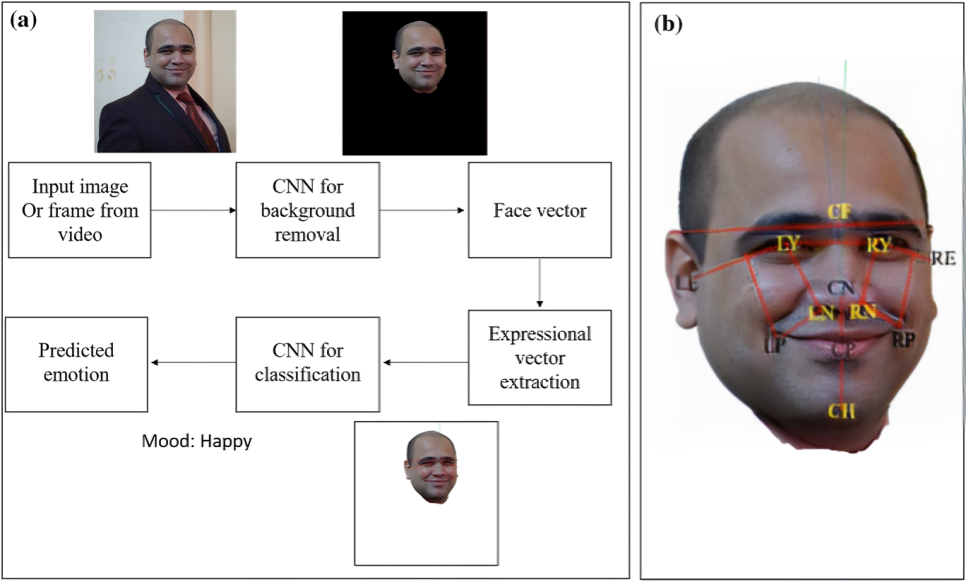 (a)
Input image
Or frame from
video
CNN for
background
removal
Face vector
Expressional
vector
extraction
CNN for
classification
Predicted
emotion
Mood: Happy
(b)
CF
LY
RY
RE
LE
CN
LN
RN
LP
CP
RP
CH